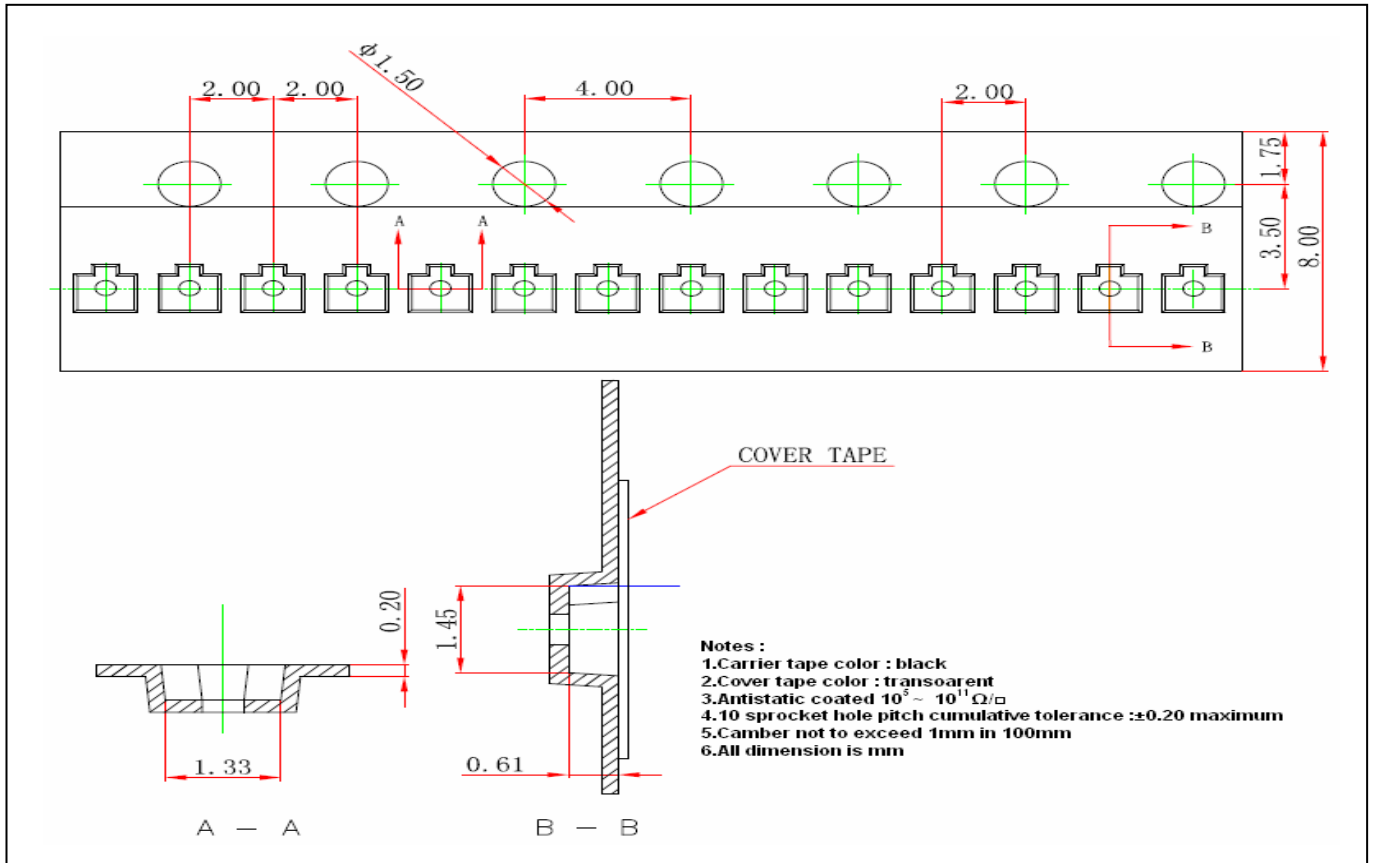 ϕ1.50
2.00 2.00 4.00 2.00
1.75
A A
3.50
8.00
B
B
COVER TAPE
0.20
1.45
Notes :
1.Carrier tape color : black
2.Cover tape color : transoarent
3.Antistatic coated 10⁵ ~ 10¹¹ Ω/□
4.10 sprocket hole pitch cumulative tolerance :±0.20 maximum
5.Camber not to exceed 1mm in 100mm
6.All dimension is mm
1.33
0.61
A – A
B – B